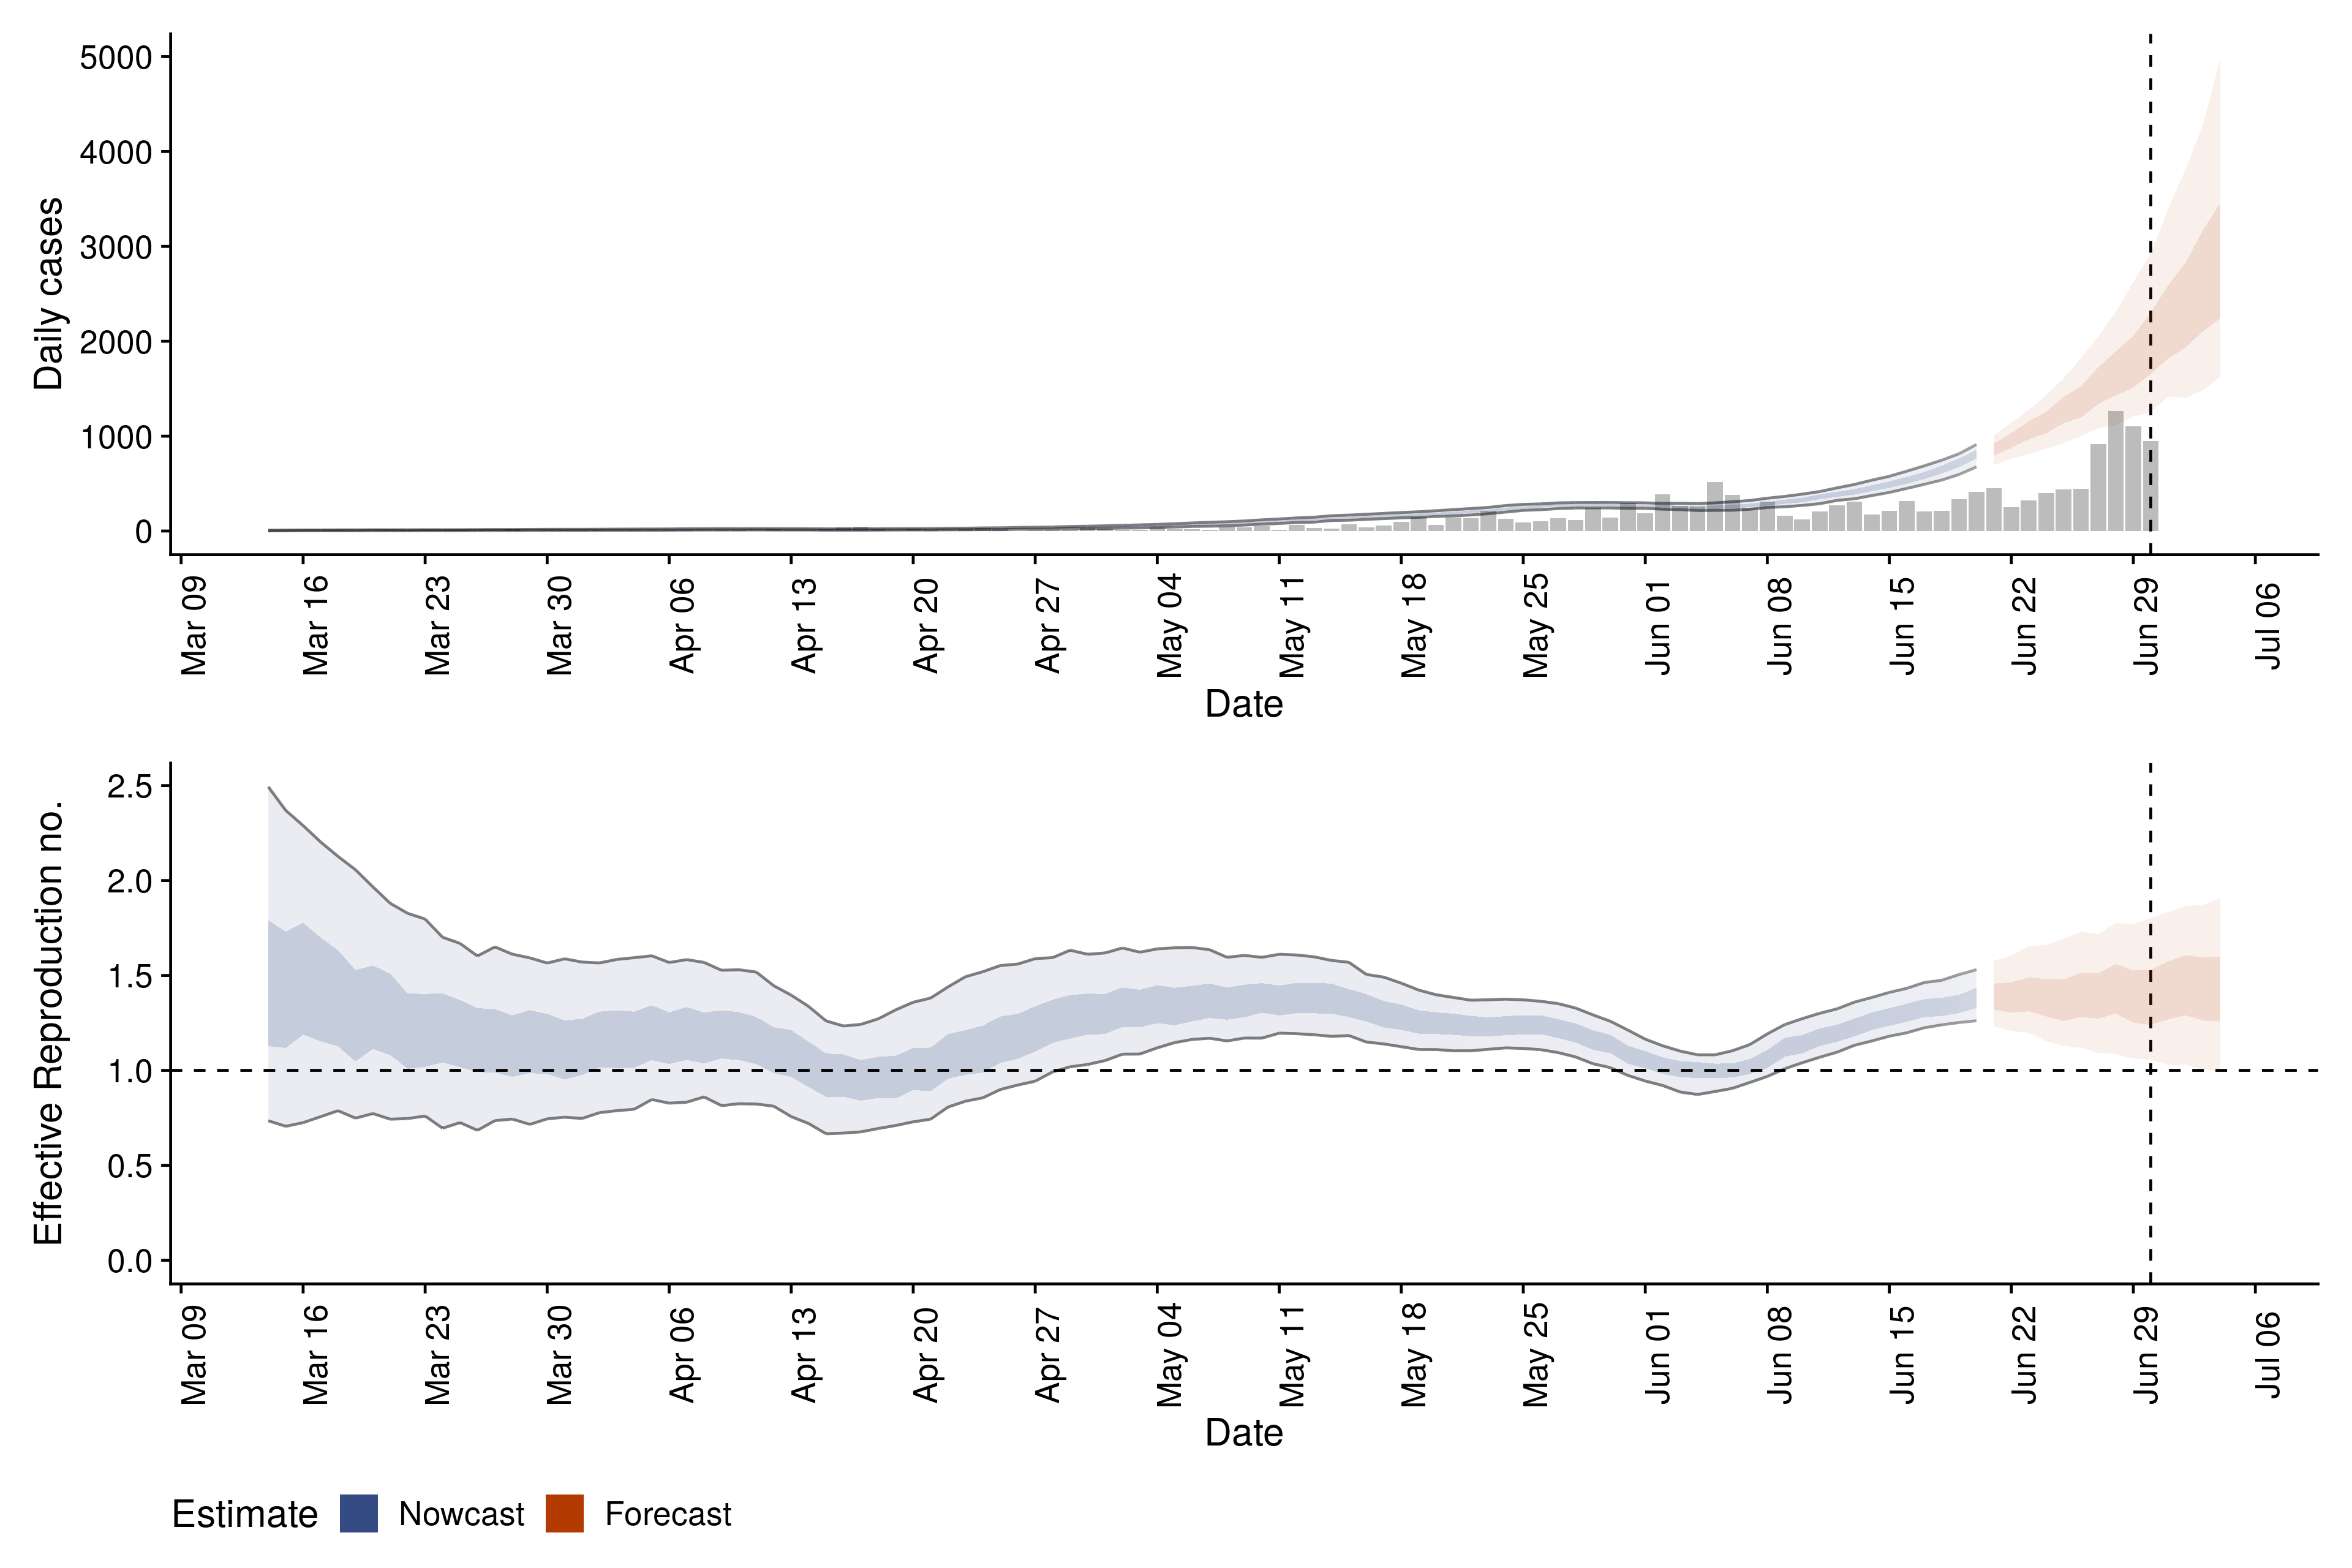 Daily cases
5000
4000
3000
2000
1000
0
Mar 09
Mar 16
Mar 23
Mar 30
Apr 06
Apr 13
Apr 20
Apr 27
May 04
May 11
May 18
May 25
Jun 01
Jun 08
Jun 15
Jun 22
Jun 29
Jul 06
Date
Effective Reproduction no.
2.5
2.0
1.5
1.0
0.5
0.0
Mar 09
Mar 16
Mar 23
Mar 30
Apr 06
Apr 13
Apr 20
Apr 27
May 04
May 11
May 18
May 25
Jun 01
Jun 08
Jun 15
Jun 22
Jun 29
Jul 06
Date
Estimate Nowcast Forecast